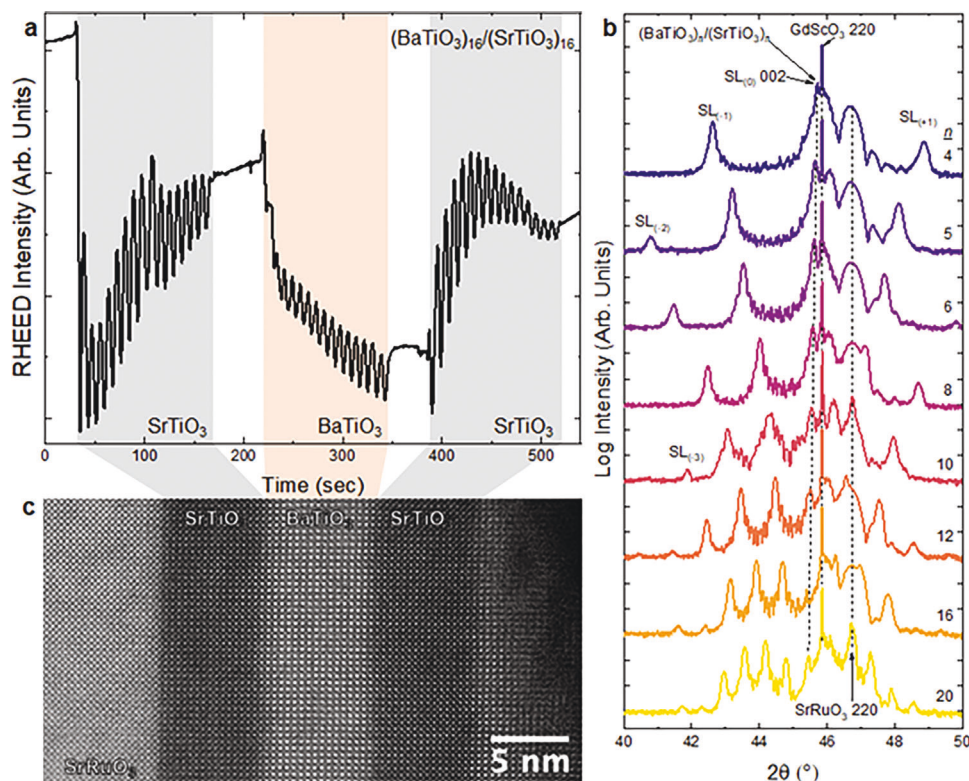 a
(BaTiO₃)₁₆/(SrTiO₃)₁₆
RHEED Intensity (Arb. Units)
SrTiO₃
BaTiO₃
SrTiO₃
0 100 200 300 400 500
Time (sec)
c
SrTiO
BaTiO
SrTiO
SrRuO₃
5 nm
b
GdScO₃ 220
(BaTiO₃)ₙ/(SrTiO₃)ₙ
SL₍₀₎ 002
SL₍₋₁₎
SL₍₊₁₎
n
4
SL₍₋₂₎
5
6
8
SL₍₋₃₎
10
12
16
20
SrRuO₃ 220
Log Intensity (Arb. Units)
40 42 44 46 48 50
2θ (°)